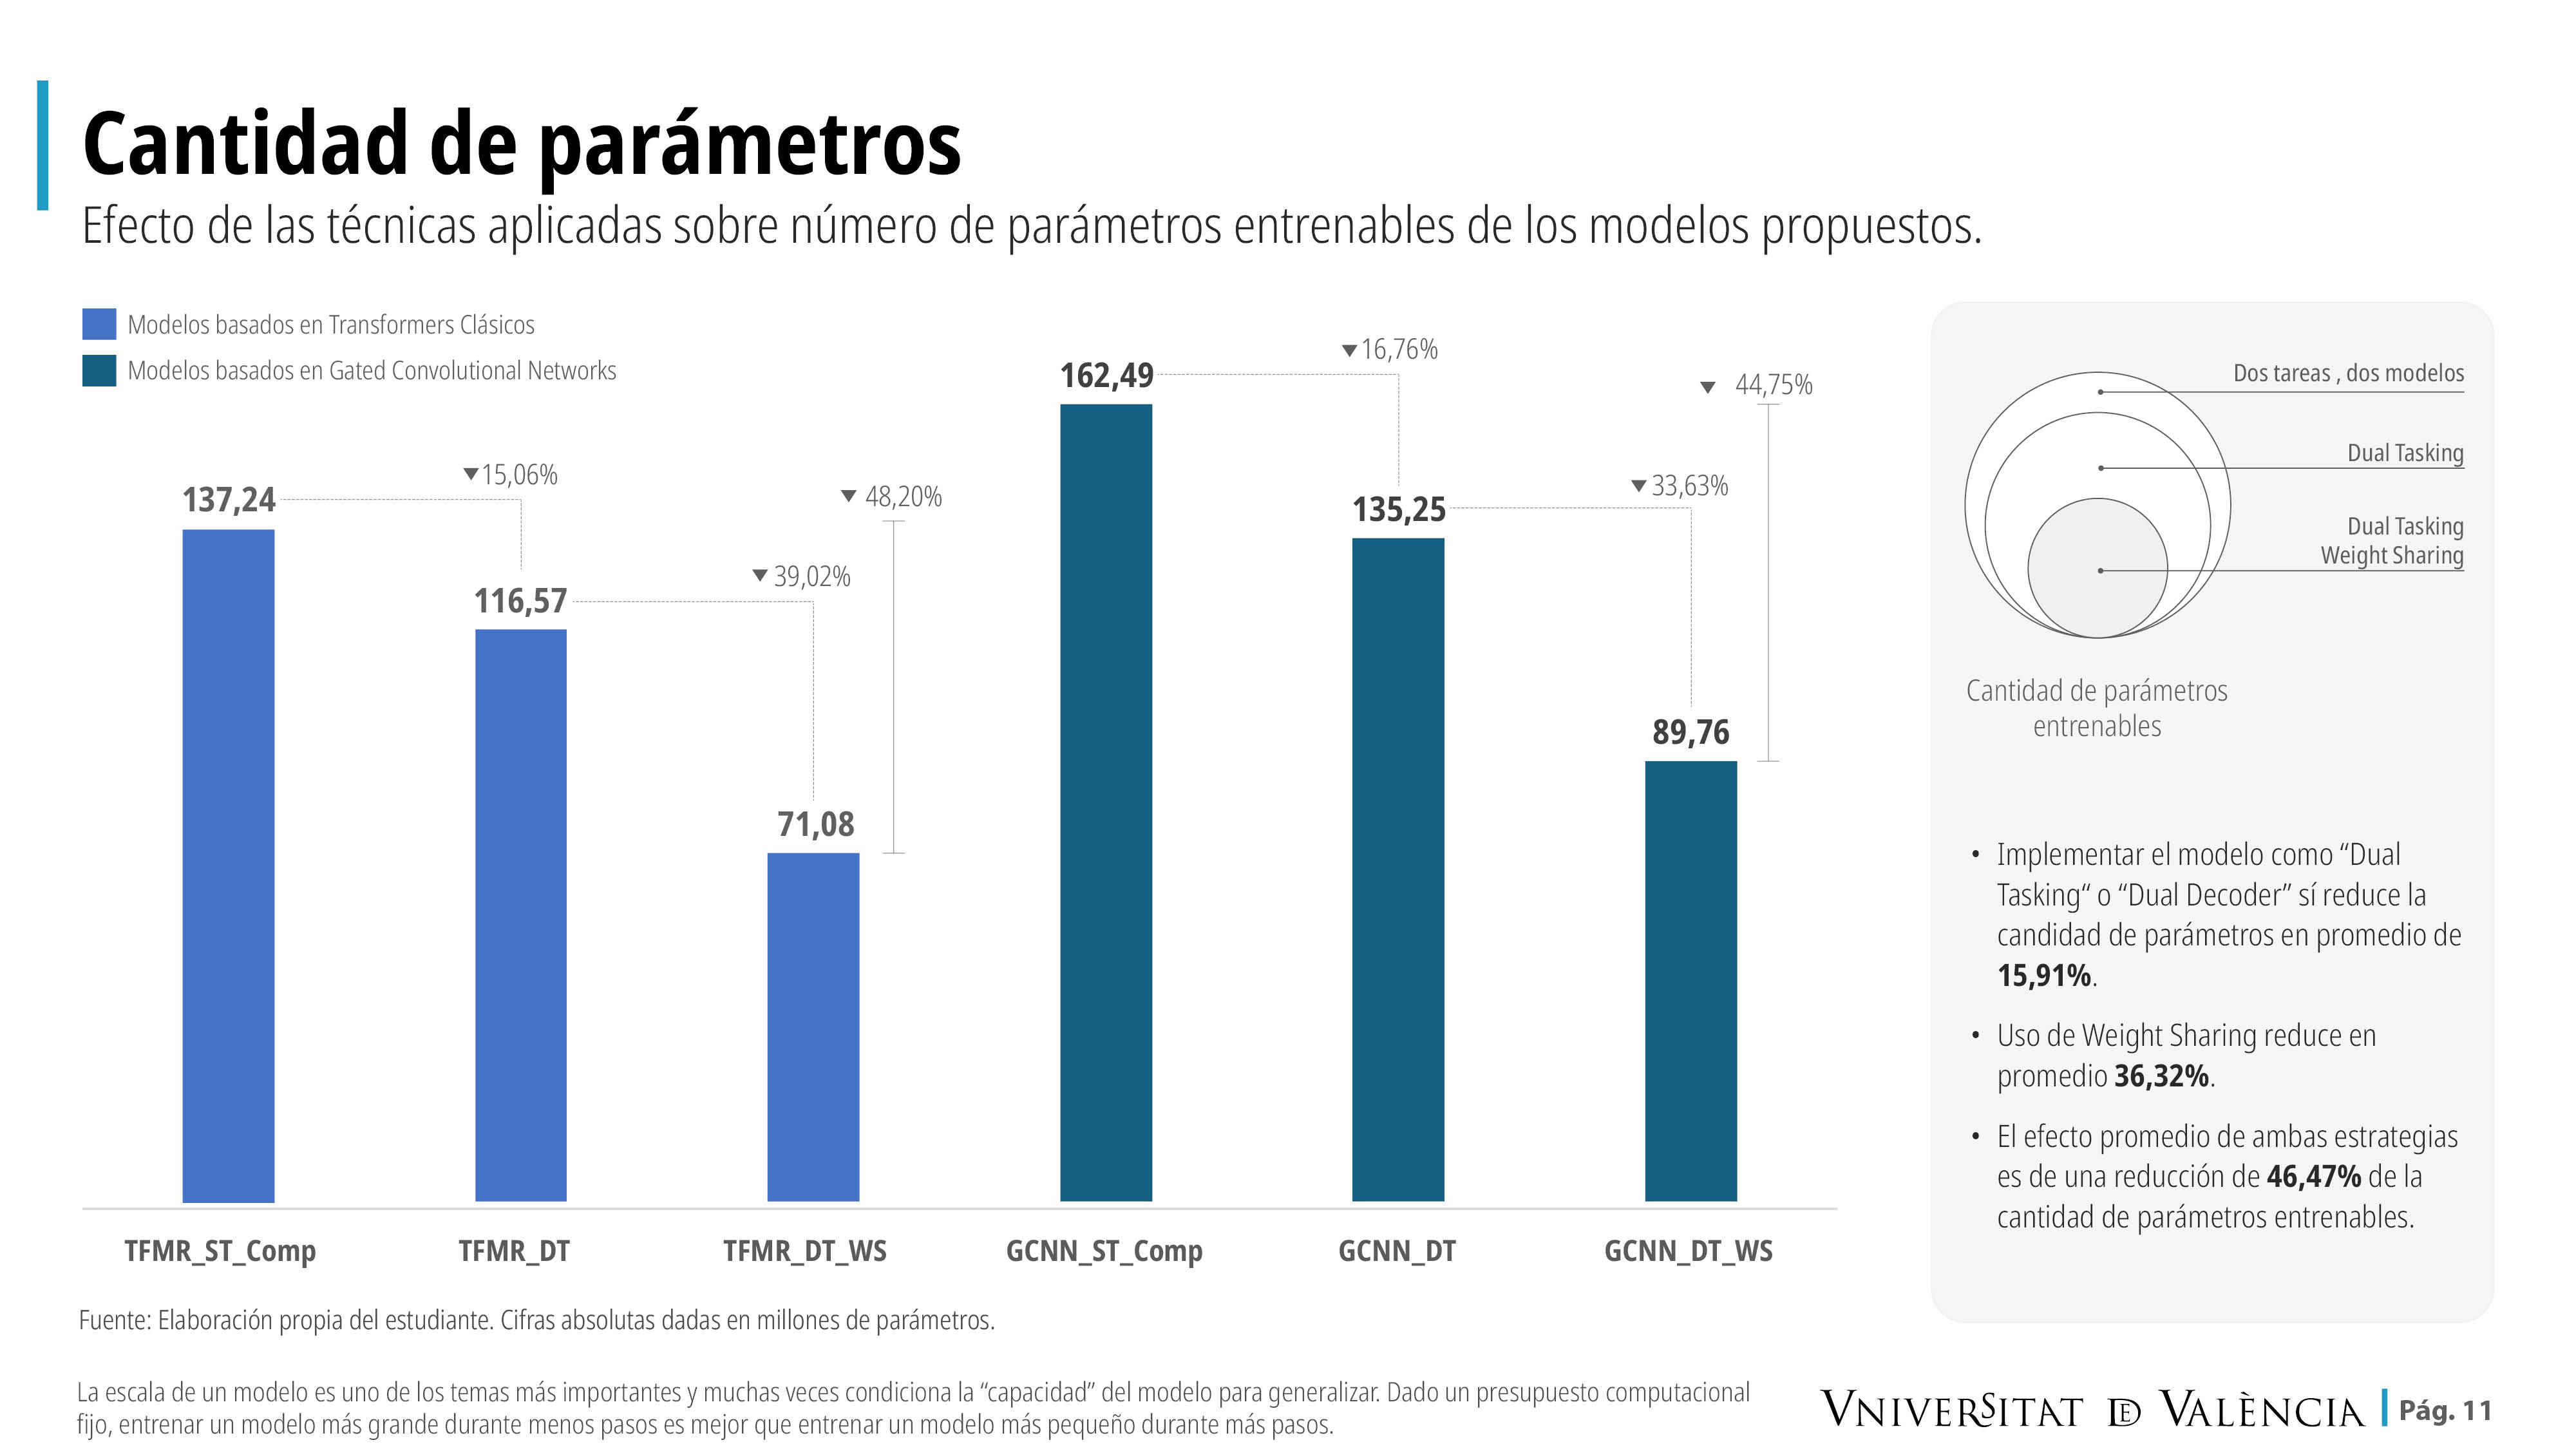 Cantidad de parámetros
Efecto de las técnicas aplicadas sobre número de parámetros entrenables de los modelos propuestos.
Modelos basados en Transformers Clásicos
Modelos basados en Gated Convolutional Networks
137,24
▼15,06%
116,57
▼ 39,02%
71,08
▼ 48,20%
162,49
▼16,76%
135,25
▼ 33,63%
89,76
▼ 44,75%
TFMR_ST_Comp
TFMR_DT
TFMR_DT_WS
GCNN_ST_Comp
GCNN_DT
GCNN_DT_WS
Fuente: Elaboración propia del estudiante. Cifras absolutas dadas en millones de parámetros.
Dos tareas , dos modelos
Dual Tasking
Dual Tasking
Weight Sharing
Cantidad de parámetros
entrenables
• Implementar el modelo como “Dual
Tasking“ o “Dual Decoder” sí reduce la
candidad de parámetros en promedio de
15,91%.
• Uso de Weight Sharing reduce en
promedio 36,32%.
• El efecto promedio de ambas estrategias
es de una reducción de 46,47% de la
cantidad de parámetros entrenables.
La escala de un modelo es uno de los temas más importantes y muchas veces condiciona la “capacidad” del modelo para generalizar. Dado un presupuesto computacional
fijo, entrenar un modelo más grande durante menos pasos es mejor que entrenar un modelo más pequeño durante más pasos.
VNIVERSITAT DE VALÈNCIA
Pág. 11